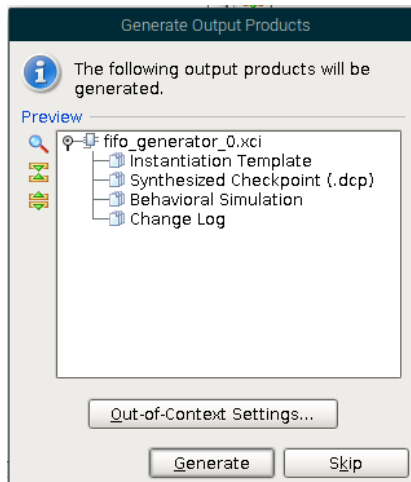 Generate Output Products
The following output products will be
generated.
Preview
fifo_generator_0.xci
Instantiation Template
Synthesized Checkpoint (.dcp)
Behavioral Simulation
Change Log
Out-of-Context Settings...
Generate
Skip